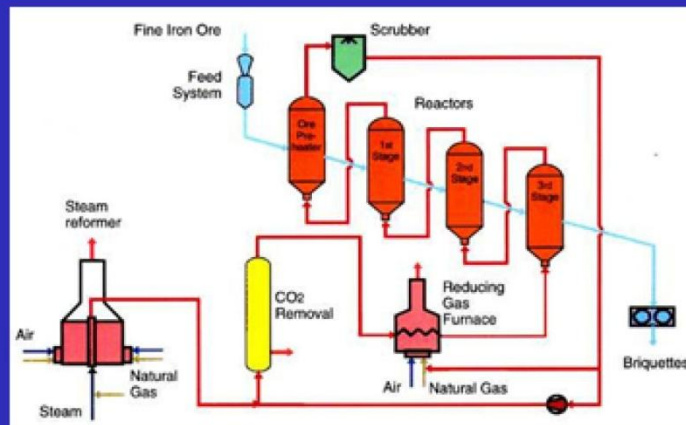 Fine Iron Ore
Scrubber
Feed
System
Reactors
Ore
Pre-
heater
1st
Stage
2nd
Stage
3rd
Stage
Steam
reformer
CO2
Removal
Reducing
Gas
Furnace
Air
Natural
Gas
Steam
Air
Natural Gas
Briquettes